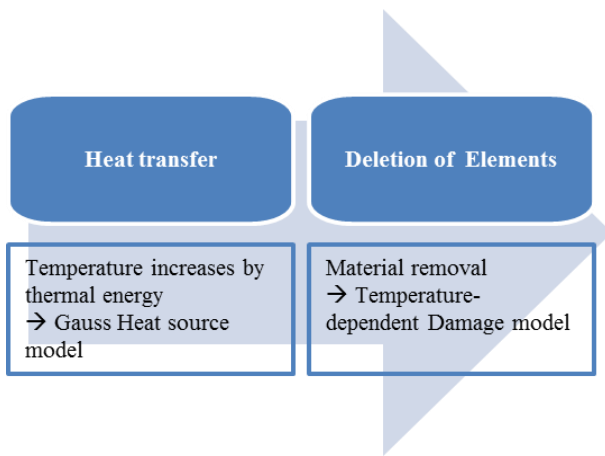 Heat transfer
Deletion of Elements
Temperature increases by
thermal energy
→ Gauss Heat source
model
Material removal
→ Temperature-
dependent Damage model